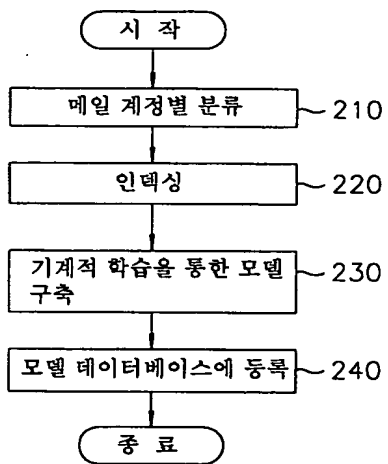 시 작
메일 계정별 분류
210
인덱싱
220
기계적 학습을 통한 모델
구축
230
모델 데이터베이스에 등록
240
종 료